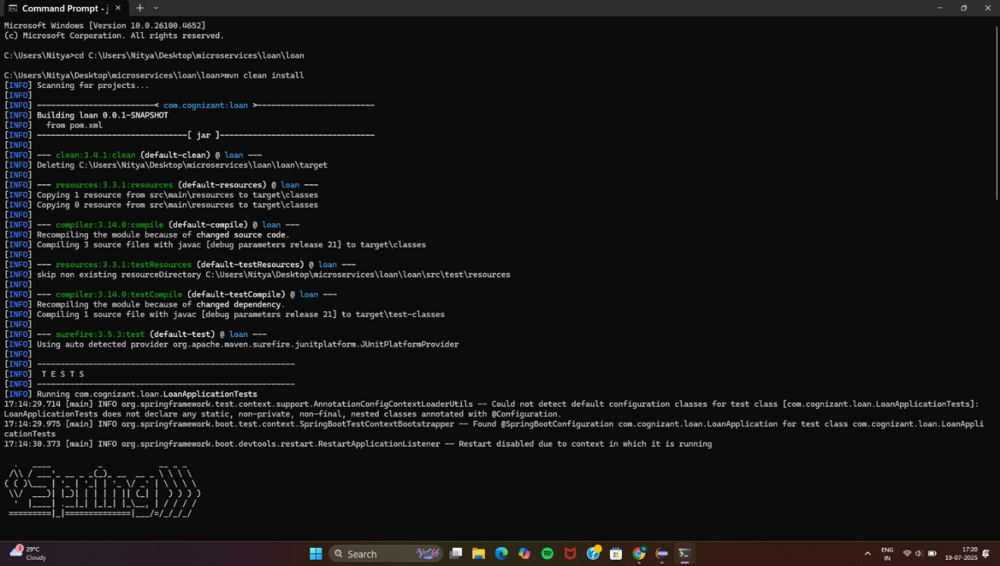 Command Prompt - j
Microsoft Windows [Version 10.0.26100.4652]
(c) Microsoft Corporation. All rights reserved.
C:\Users\Nitya>cd C:\Users\Nitya\Desktop\microservices\loan\loan
C:\Users\Nitya\Desktop\microservices\loan\loan>mvn clean install
[INFO] Scanning for projects...
[INFO]
[INFO] -------------------------< com.cognizant:loan >-------------------------
[INFO] Building loan 0.0.1-SNAPSHOT
[INFO]   from pom.xml
[INFO] --------------------------------[ jar ]---------------------------------
[INFO]
[INFO] --- clean:3.4.1:clean (default-clean) @ loan ---
[INFO] Deleting C:\Users\Nitya\Desktop\microservices\loan\loan\target
[INFO]
[INFO] --- resources:3.3.1:resources (default-resources) @ loan ---
[INFO] Copying 1 resource from src\main\resources to target\classes
[INFO] Copying 0 resource from src\main\resources to target\classes
[INFO]
[INFO] --- compiler:3.14.0:compile (default-compile) @ loan ---
[INFO] Recompiling the module because of changed source code.
[INFO] Compiling 3 source files with javac [debug parameters release 21] to target\classes
[INFO]
[INFO] --- resources:3.3.1:testResources (default-testResources) @ loan ---
[INFO] skip non existing resourceDirectory C:\Users\Nitya\Desktop\microservices\loan\loan\src\test\resources
[INFO]
[INFO] --- compiler:3.14.0:testCompile (default-testCompile) @ loan ---
[INFO] Recompiling the module because of changed dependency.
[INFO] Compiling 1 source file with javac [debug parameters release 21] to target\test-classes
[INFO]
[INFO] --- surefire:3.5.3:test (default-test) @ loan ---
[INFO] Using auto detected provider org.apache.maven.surefire.junitplatform.JUnitPlatformProvider
[INFO]
[INFO] -------------------------------------------------------
[INFO]  T E S T S
[INFO] -------------------------------------------------------
[INFO] Running com.cognizant.loan.LoanApplicationTests
17:14:29.714 [main] INFO org.springframework.test.context.support.AnnotationConfigContextLoaderUtils -- Could not detect default configuration classes for test class [com.cognizant.loan.LoanApplicationTests]:
LoanApplicationTests does not declare any static, non-private, non-final, nested classes annotated with @Configuration.
17:14:29.975 [main] INFO org.springframework.boot.test.context.SpringBootTestContextBootstrapper -- Found @SpringBootConfiguration com.cognizant.loan.LoanApplication for test class com.cognizant.loan.LoanAppli
cationTests
17:14:30.373 [main] INFO org.springframework.boot.devtools.restart.RestartApplicationListener -- Restart disabled due to context in which it is running
  .   ____          _            __ _ _
 /\\ / ___'_ __ _ _(_)_ __  __ _ \ \ \ \
( ( )\___ | '_ | '_| | '_ \/ _` | \ \ \ \
 \\/  ___)| |_)| | | | | || (_| |  ) ) ) )
  '  |____| .__|_| |_|_| |_\__, | / / / /
 =========|_|==============|___/=/_/_/_/
5
29°C
Cloudy
Search
N
ENG
IN
17:20
19-07-2025